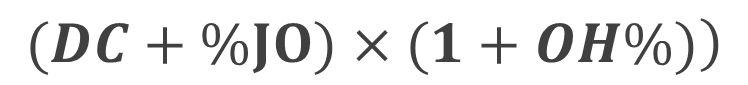 (DC + %JO) × (1 + OH%))